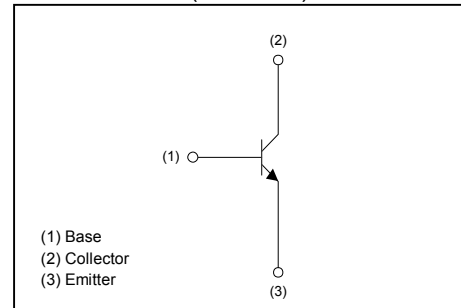 (2)
(1)
(1) Base
(2) Collector
(3) Emitter
(3)